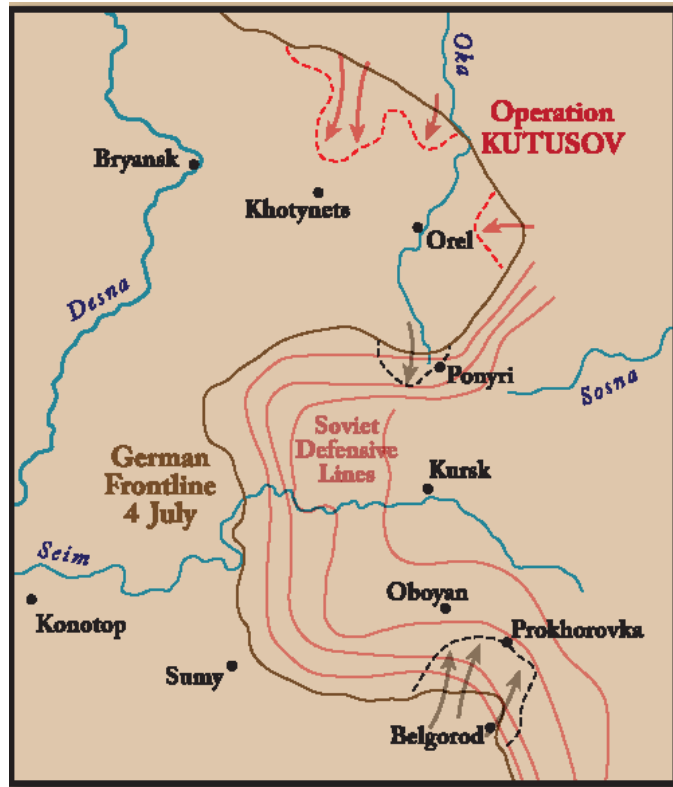 Oka
Operation
KUTUSOV
Bryansk
Khotynets
Orel
Desna
Ponyri
Sosna
Soviet
Defensive
Lines
German
Frontline
4 July
Kursk
Seim
Oboyan
Konotop
Prokhorovka
Sumy
Belgorod